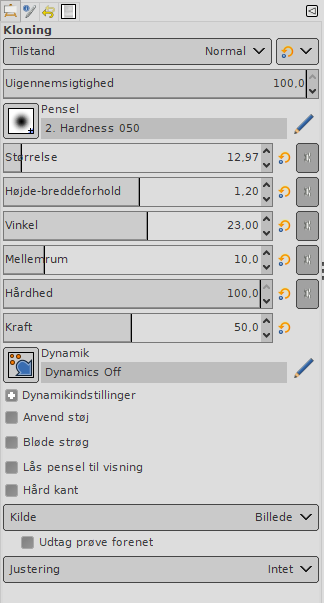 Kloning
Tilstand Normal
Uigennemsigtighed 100,0
Pensel
2. Hardness 050
Størrelse 12,97
Højde-breddeforhold 1,20
Vinkel 23,00
Mellemrum 10,0
Hårdhed 100,0
Kraft 50,0
Dynamik
Dynamics Off
Dynamikindstillinger
Anvend støj
Bløde strøg
Lås pensel til visning
Hård kant
Kilde Billede
Udtag prøve forenet
Justering Intet